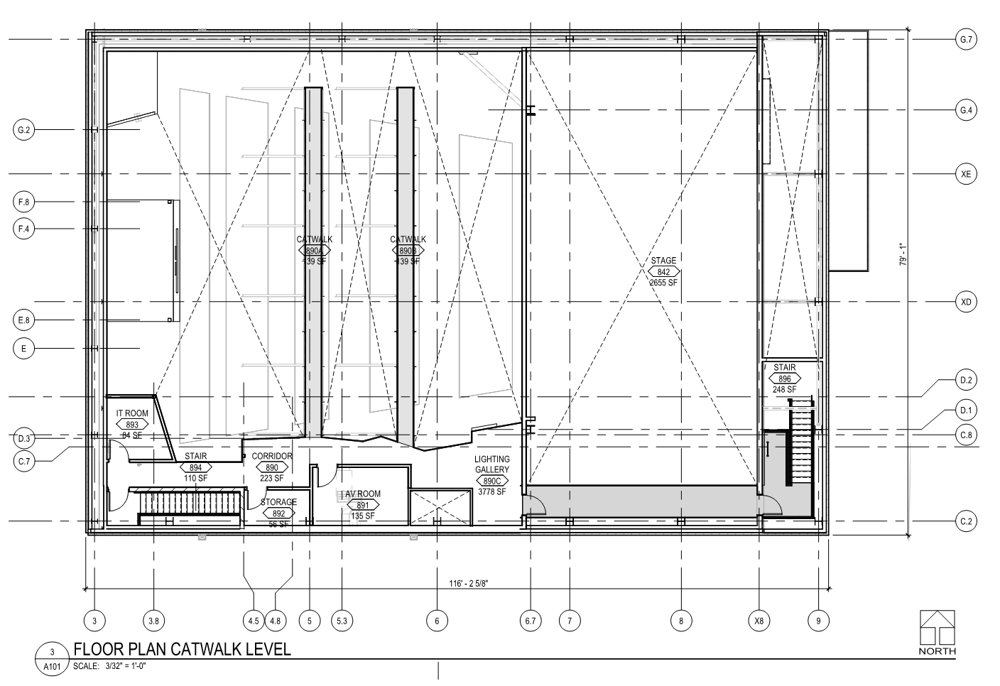 G.7
G.4
G.2
XE
F.8
F.4
CATWALK
890A
139 SF
CATWALK
890B
139 SF
STAGE
842
2655 SF
79' - 1"
XD
E.8
E
STAIR
896
248 SF
D.2
D.1
IT ROOM
893
84 SF
C.8
D.3
C.7
STAIR
894
110 SF
CORRIDOR
890
223 SF
LIGHTING
GALLERY
890C
3778 SF
AV ROOM
891
135 SF
STORAGE
892
56 SF
C.2
116' - 2 5/8"
3
3.8
4.5
4.8
5
5.3
6
6.7
7
8
X8
9
3
A101
FLOOR PLAN CATWALK LEVEL
SCALE: 3/32" = 1'-0"
NORTH